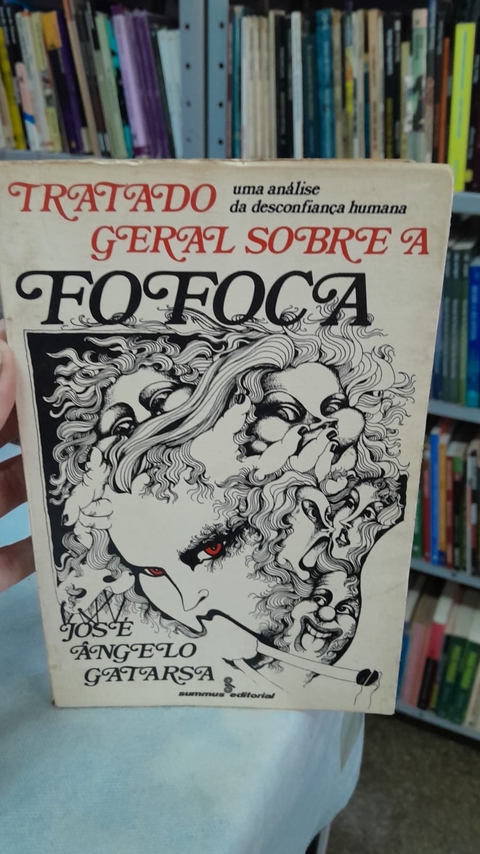 TRATADO
uma análise
da desconfiança humana
GERAL SOBRE A
FOFOCA
JOSÉ
ÂNGELO
GAIARSA
summus editorial